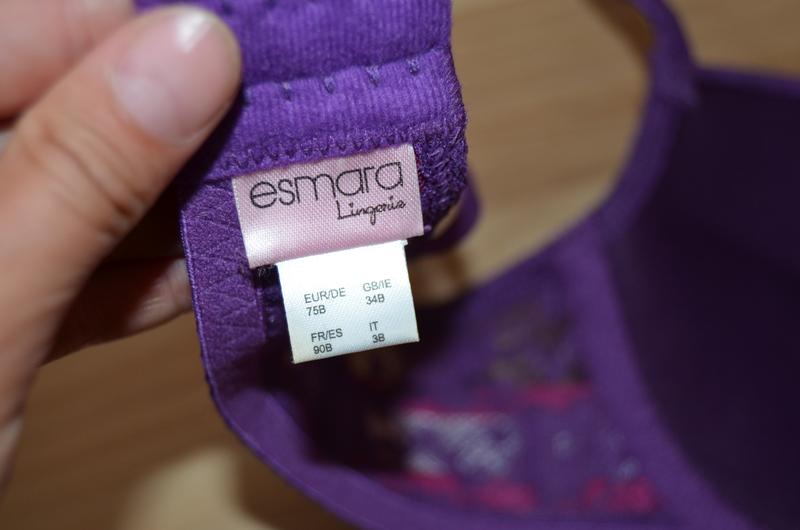 esmara
Lingerie
EUR/DE GB/IE
75B 34B
FR/ES IT
90B 3B